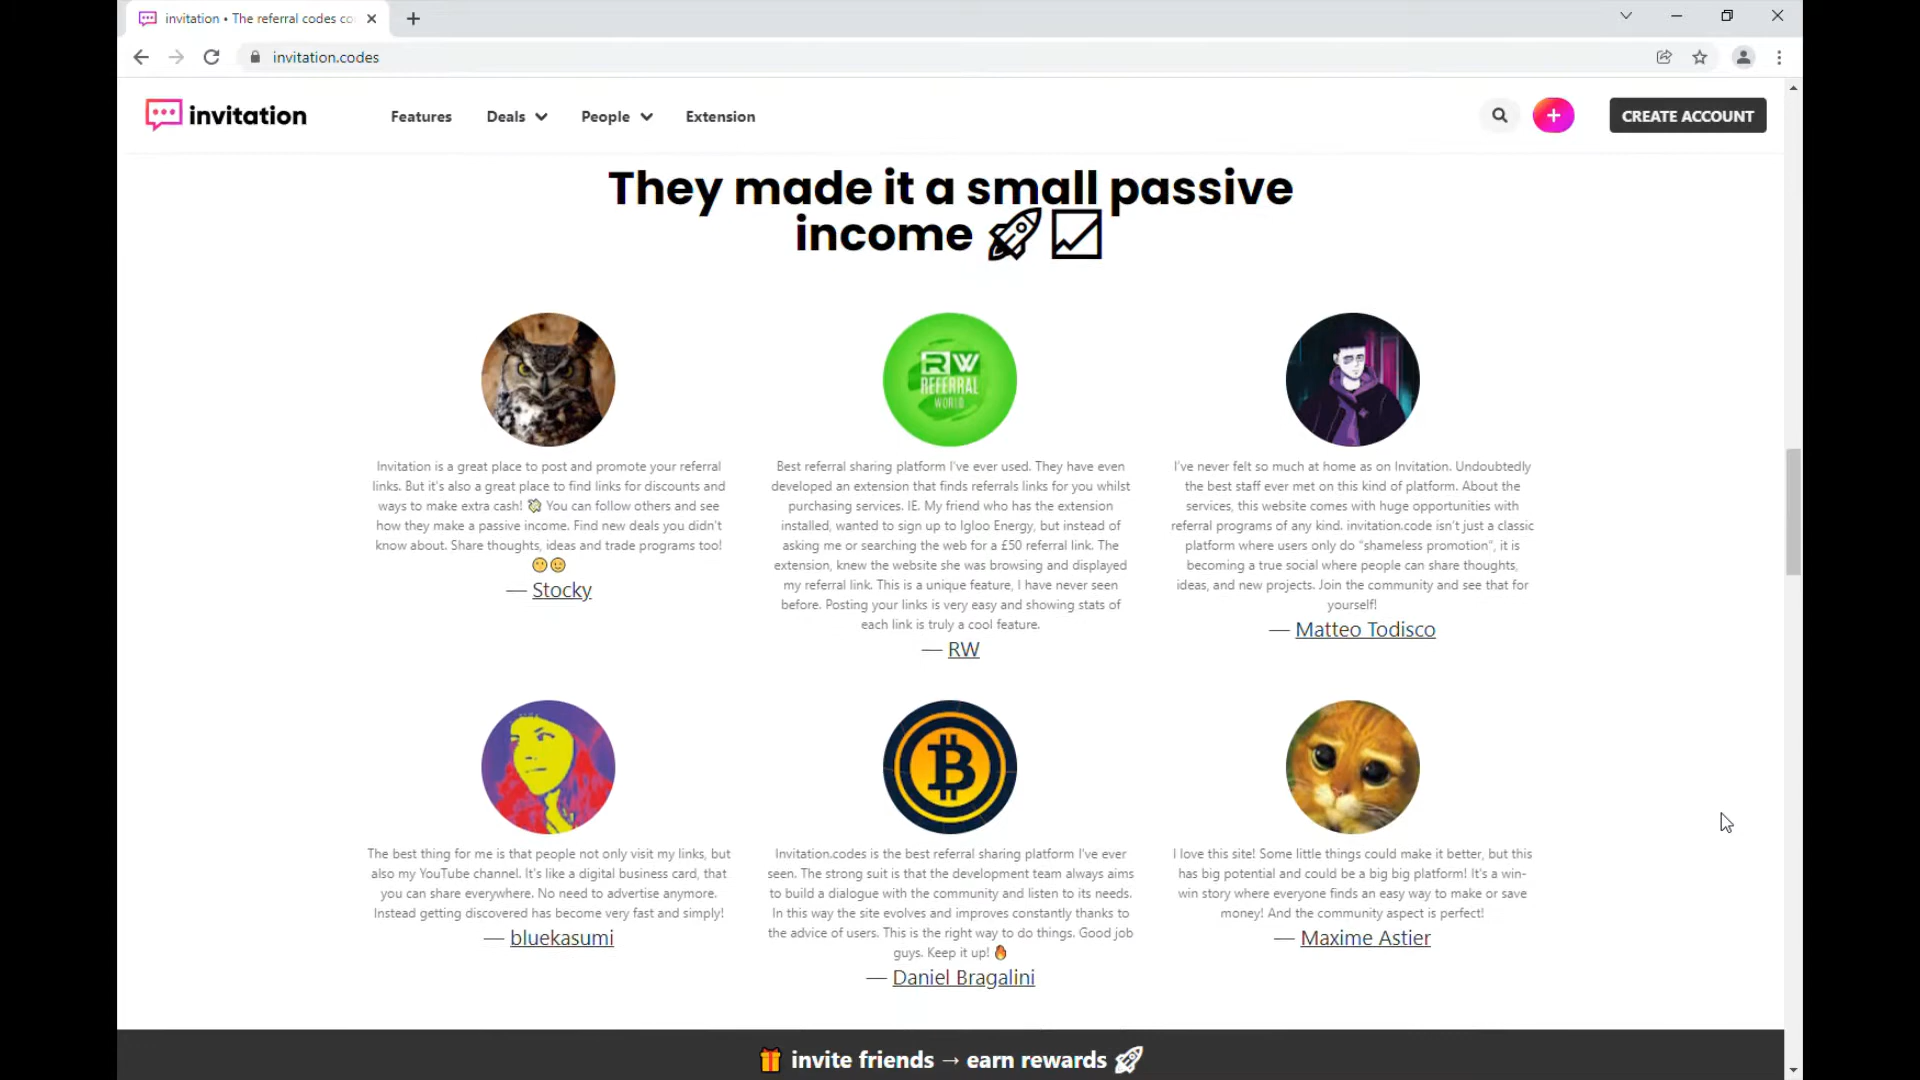 invitation • The referral codes co
invitation.codes
invitation
Features
Deals
People
Extension
CREATE ACCOUNT
They made it a small passive
income 🚀📈
RW
REFERRAL
WORLD
Invitation is a great place to post and promote your referral
links. But it's also a great place to find links for discounts and
ways to make extra cash! 💸 You can follow others and see
how they make a passive income. Find new deals you didn't
know about. Share thoughts, ideas and trade programs too!
— Stocky
Best referral sharing platform I've ever used. They have even
developed an extension that finds referrals links for you whilst
purchasing services. IE. My friend who has the extension
installed, wanted to sign up to Igloo Energy, but instead of
asking me or searching the web for a £50 referral link. The
extension, knew the website she was browsing and displayed
my referral link. This is a unique feature, I have never seen
before. Posting your links is very easy and showing stats of
each link is truly a cool feature.
— RW
I've never felt so much at home as on Invitation. Undoubtedly
the best staff ever met on this kind of platform. About the
services, this website comes with huge opportunities with
referral programs of any kind. invitation.code isn't just a classic
platform where users only do "shameless promotion", it is
becoming a true social where people can share thoughts,
ideas, and new projects. Join the community and see that for
yourself!
— Matteo Todisco
The best thing for me is that people not only visit my links, but
also my YouTube channel. It's like a digital business card, that
you can share everywhere. No need to advertise anymore.
Instead getting discovered has become very fast and simply!
— bluekasumi
Invitation.codes is the best referral sharing platform I've ever
seen. The strong suit is that the development team always aims
to build a dialogue with the community and listen to its needs.
In this way the site evolves and improves constantly thanks to
the advice of users. This is the right way to do things. Good job
guys. Keep it up! 🔥
— Daniel Bragalini
I love this site! Some little things could make it better, but this
has big potential and could be a big big platform! It's a win-
win story where everyone finds an easy way to make or save
money! And the community aspect is perfect!
— Maxime Astier
🎁 invite friends → earn rewards 🚀